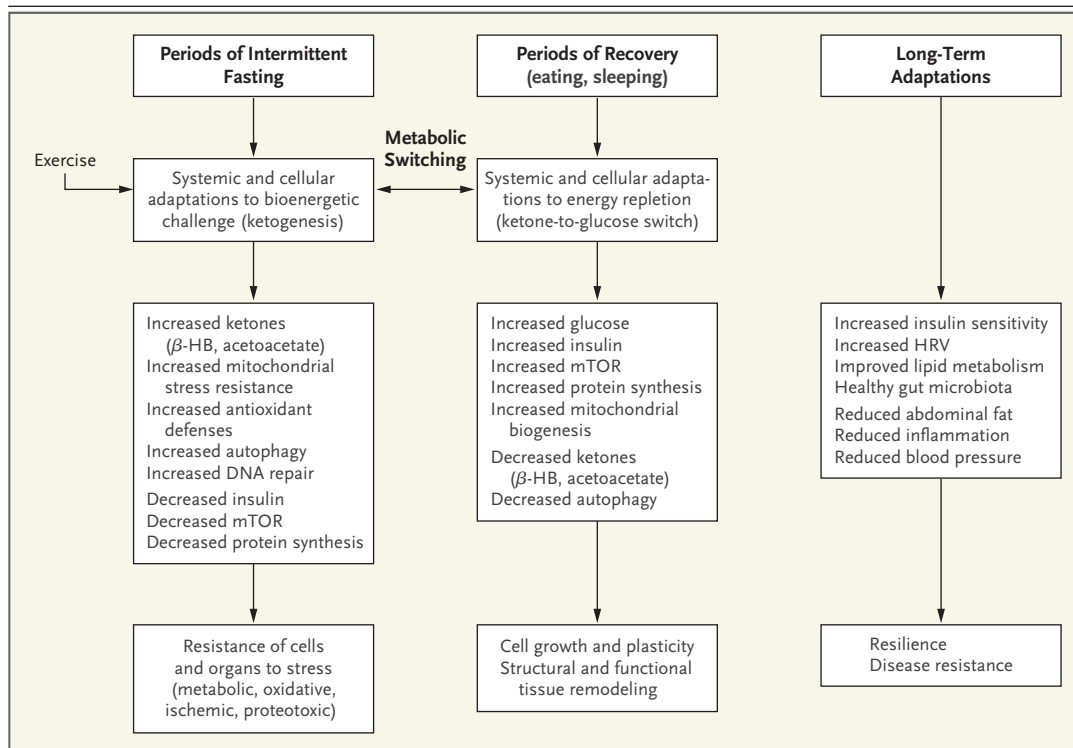 Periods of Intermittent
Fasting
Exercise
Systemic and cellular
adaptations to bioenergetic
challenge (ketogenesis)
Increased ketones
(β-HB, acetoacetate)
Increased mitochondrial
stress resistance
Increased antioxidant
defenses
Increased autophagy
Increased DNA repair
Decreased insulin
Decreased mTOR
Decreased protein synthesis
Resistance of cells
and organs to stress
(metabolic, oxidative,
ischemic, proteotoxic)
Metabolic
Switching
Periods of Recovery
(eating, sleeping)
Systemic and cellular adapta-
tions to energy repletion
(ketone-to-glucose switch)
Increased glucose
Increased insulin
Increased mTOR
Increased protein synthesis
Increased mitochondrial
biogenesis
Decreased ketones
(β-HB, acetoacetate)
Decreased autophagy
Cell growth and plasticity
Structural and functional
tissue remodeling
Long-Term
Adaptations
Increased insulin sensitivity
Increased HRV
Improved lipid metabolism
Healthy gut microbiota
Reduced abdominal fat
Reduced inflammation
Reduced blood pressure
Resilience
Disease resistance